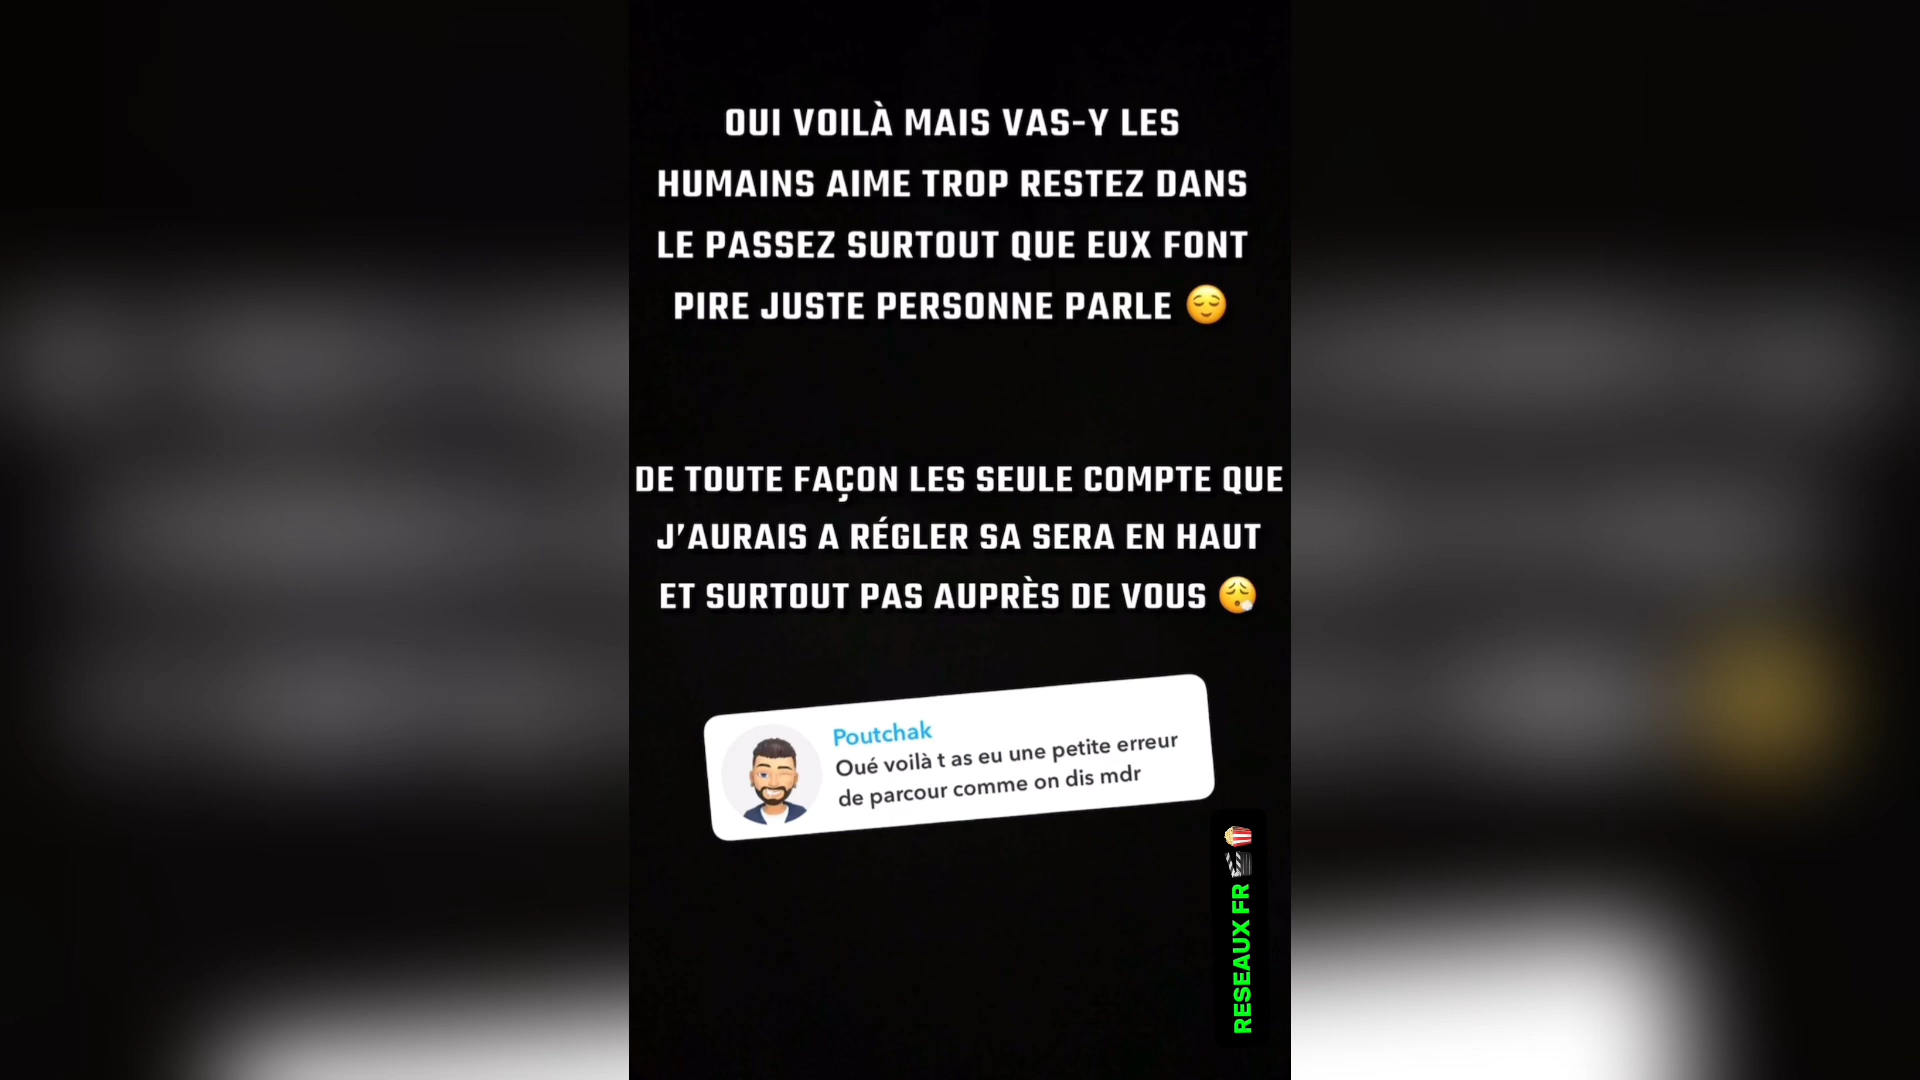 OUI VOILÀ MAIS VAS-Y LES
HUMAINS AIME TROP RESTEZ DANS
LE PASSEZ SURTOUT QUE EUX FONT
PIRE JUSTE PERSONNE PARLE 😌
DE TOUTE FAÇON LES SEULE COMPTE QUE
J'AURAIS A RÉGLER SA SERA EN HAUT
ET SURTOUT PAS AUPRÈS DE VOUS 😮‍💨
Poutchak
Oué voilà t as eu une petite erreur
de parcour comme on dis mdr
RESEAUX FR 🎬🍿